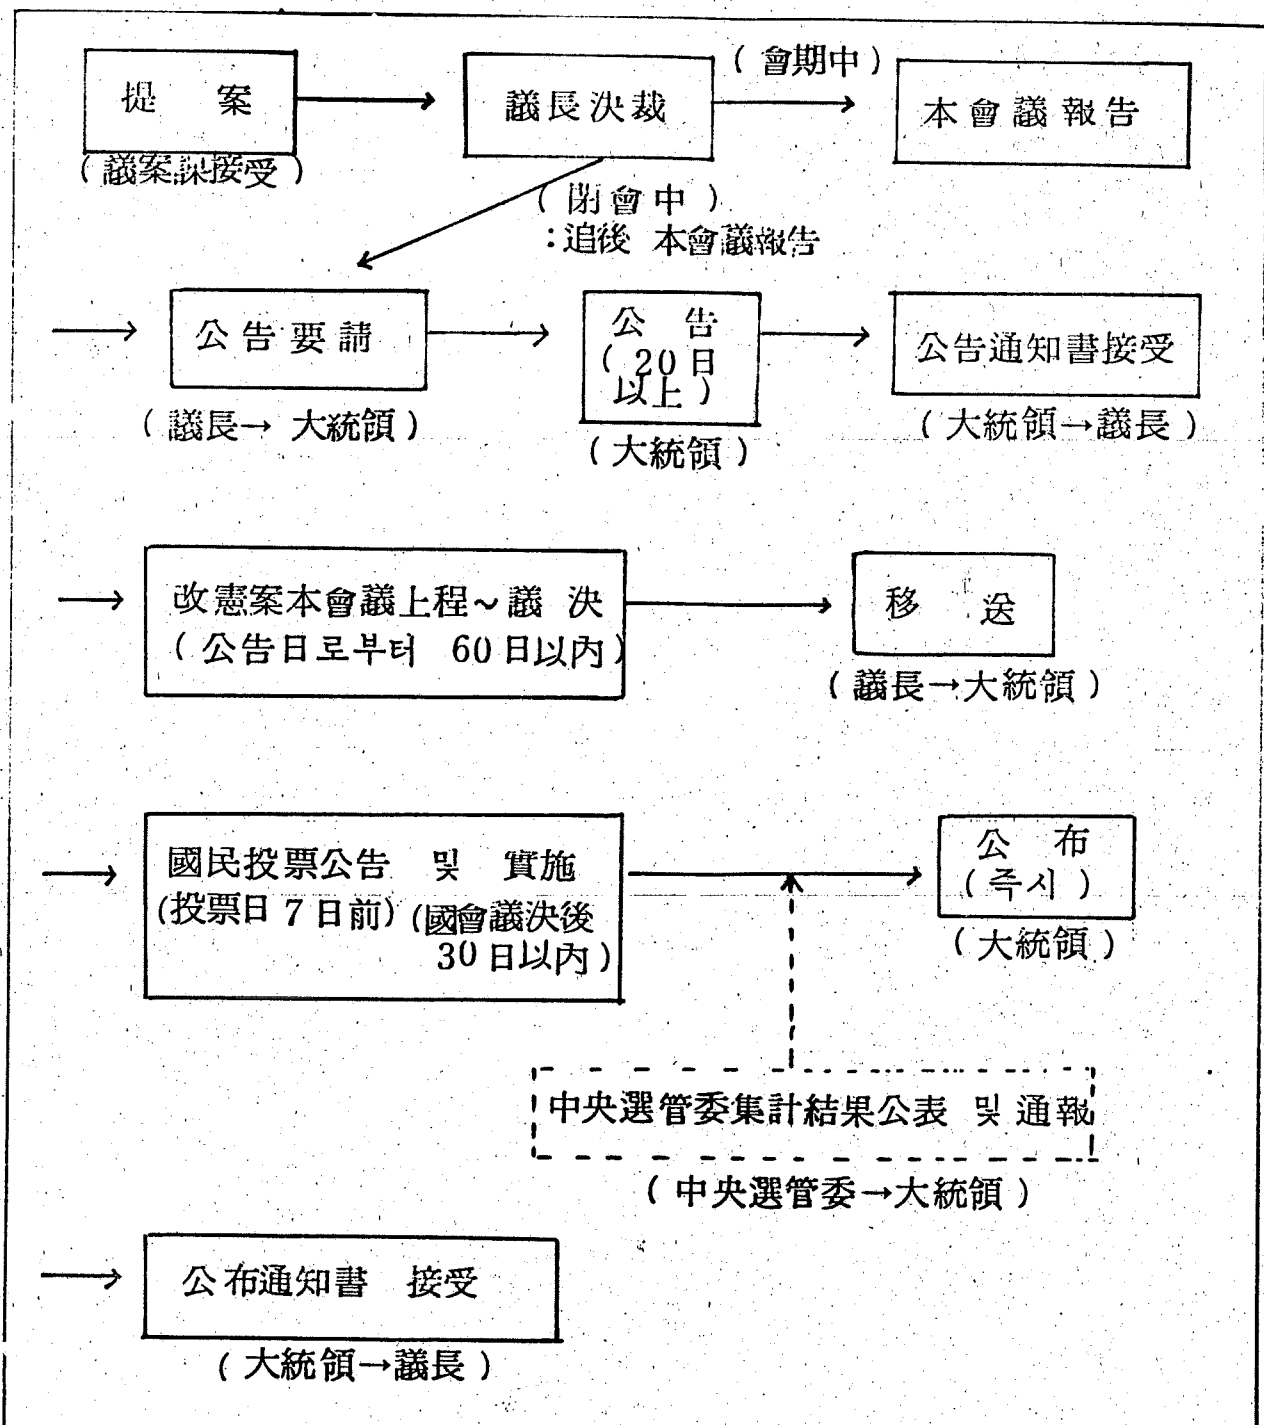 提 案
( 議案課接受 )
議長決裁
( 會期中 )
本會議報告
( 閉會中 )
:追後 本會議報告
公告要請
( 議長→ 大統領 )
公 告
( 20日
以上 )
( 大統領 )
公告通知書接受
( 大統領→議長 )
改憲案本會議上程~議 決
( 公告日로부터 60日以內 )
移 送
( 議長→大統領 )
國民投票公告 및 實施
(投票日 7日前) (國會議決後
30日以內 )
公 布
( 즉시 )
( 大統領 )
中央選管委集計結果公表 및 通報
( 中央選管委→大統領 )
公布通知書 接受
( 大統領→議長 )